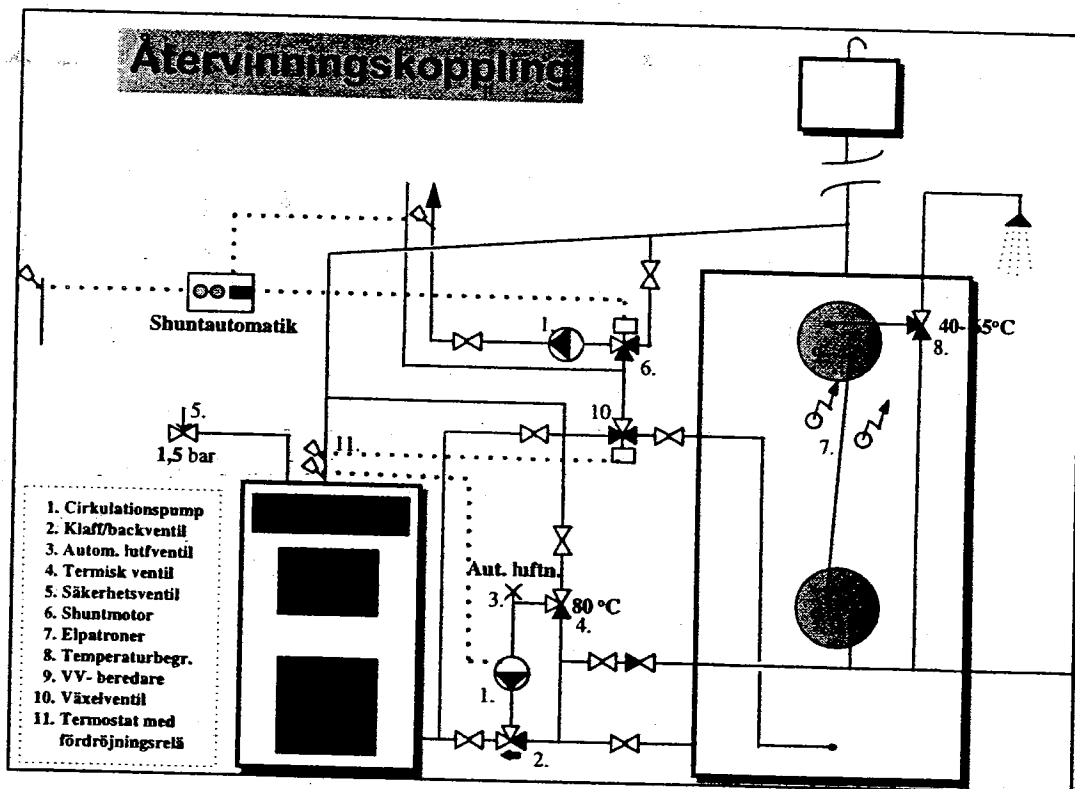 Återvinningskoppling
Shuntautomatik
1.
6.
40-
8.
5.
1,5 bar
11.
10.
7.
1. Cirkulationspump
2. Klaff/backventil
3. Autom. lutfventil
4. Termisk ventil
5. Säkerhetsventil
6. Shuntmotor
7. Elpatroner
8. Temperaturbegr.
9. VV- beredare
10. Växelventil
11. Termostat med
fördröjningsrelä
Aut. luftn.
3.
80 °C
4.
1.
2.